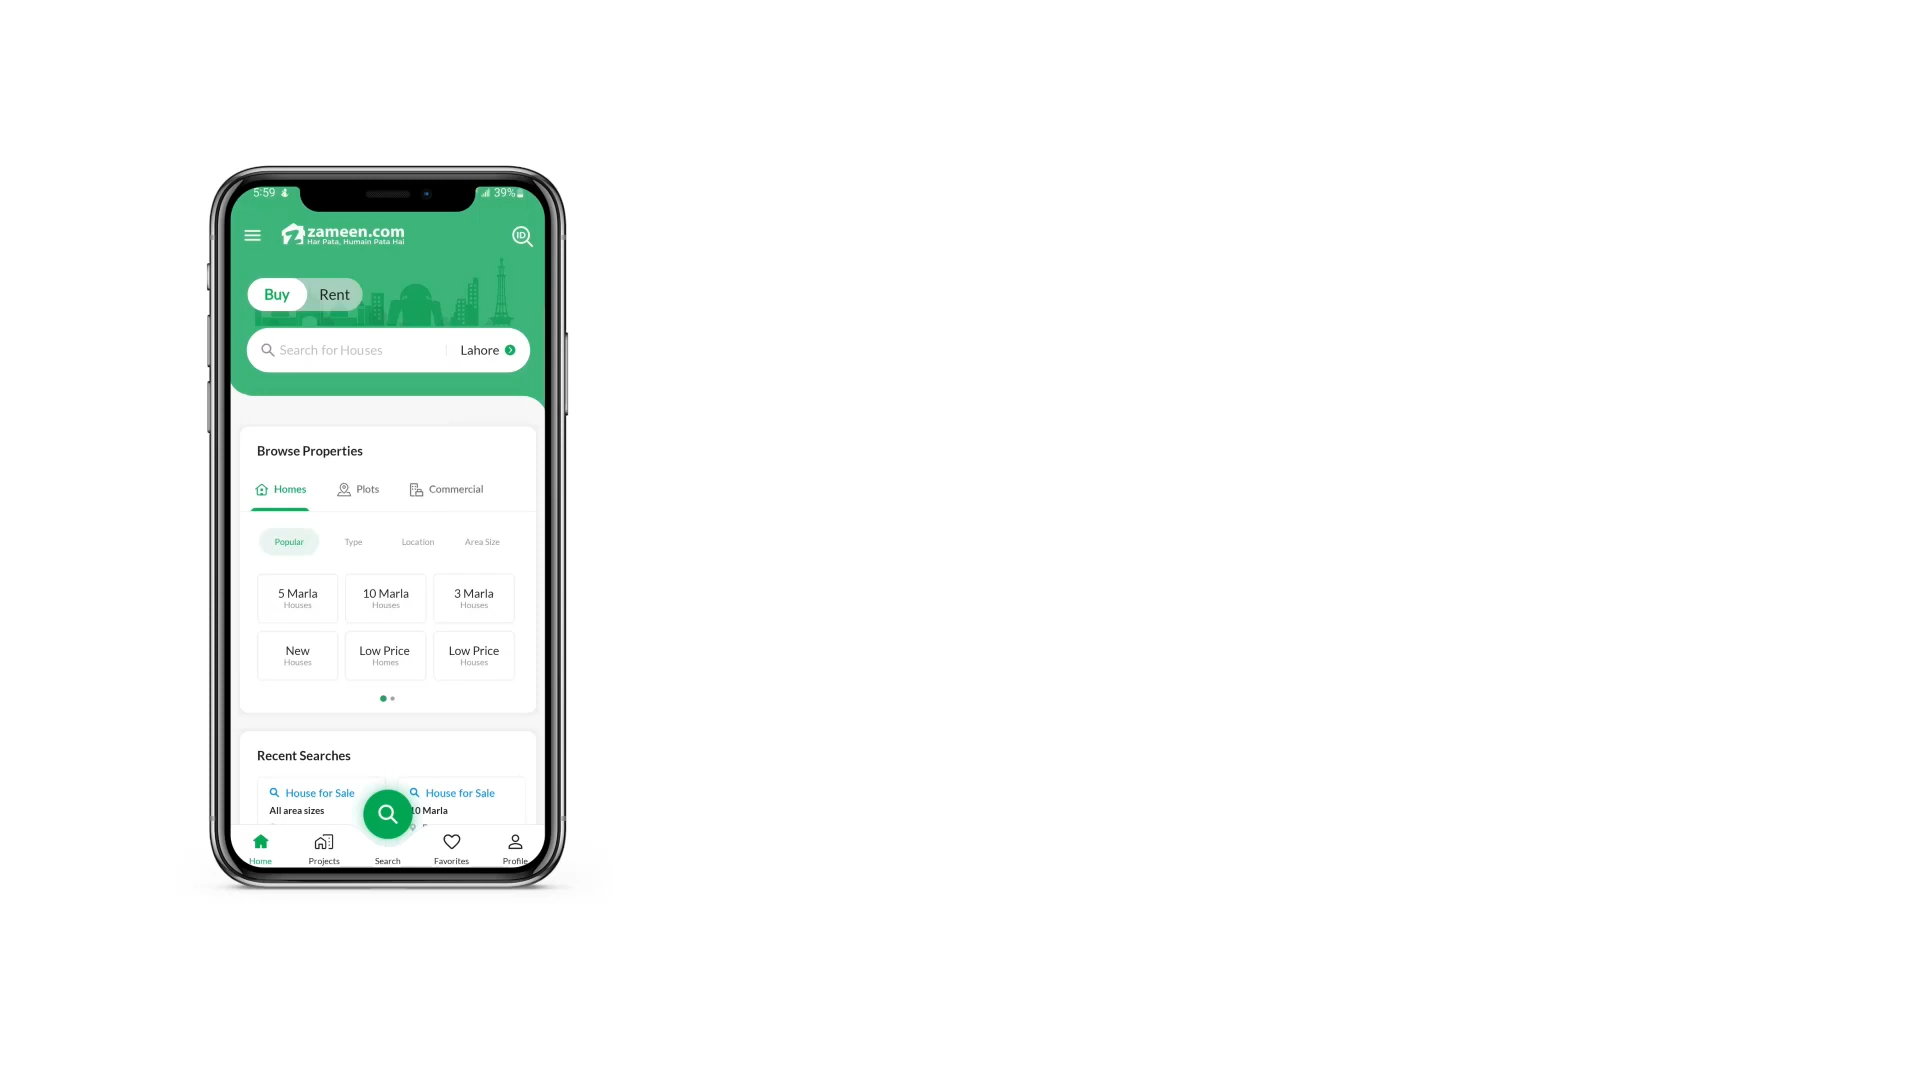 5:59
39%
zameen.com
Har Pata, Humain Pata Hai
ID
Buy Rent
Search for Houses Lahore
Browse Properties
Homes Plots Commercial
Popular Type Location Area Size
5 Marla 10 Marla 3 Marla
Houses Houses Houses
New Low Price Low Price
Houses Homes Houses
Recent Searches
House for Sale House for Sale
All area sizes 10 Marla
Home Projects Search Favorites Profile